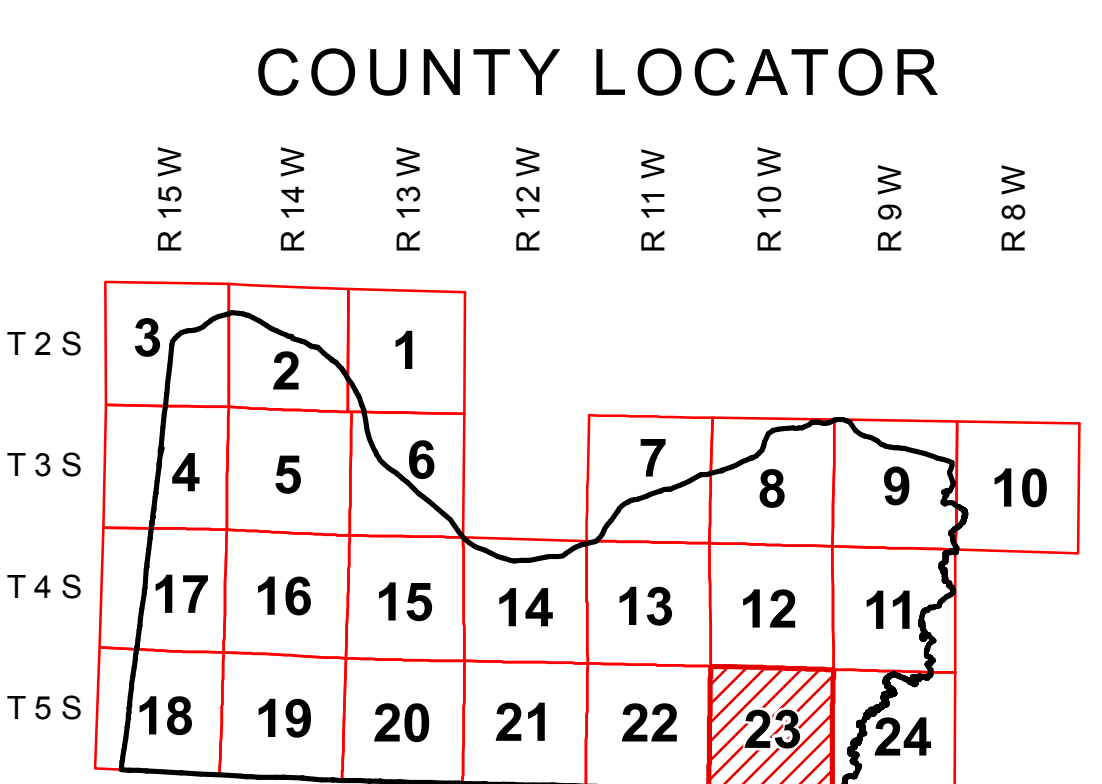 COUNTY LOCATOR
R 15 W R 14 W R 13 W R 12 W R 11 W R 10 W R 9 W R 8 W
T 2 S 3 2 1
T 3 S 4 5 6 7 8 9 10
T 4 S 17 16 15 14 13 12 11
T 5 S 18 19 20 21 22 23 24